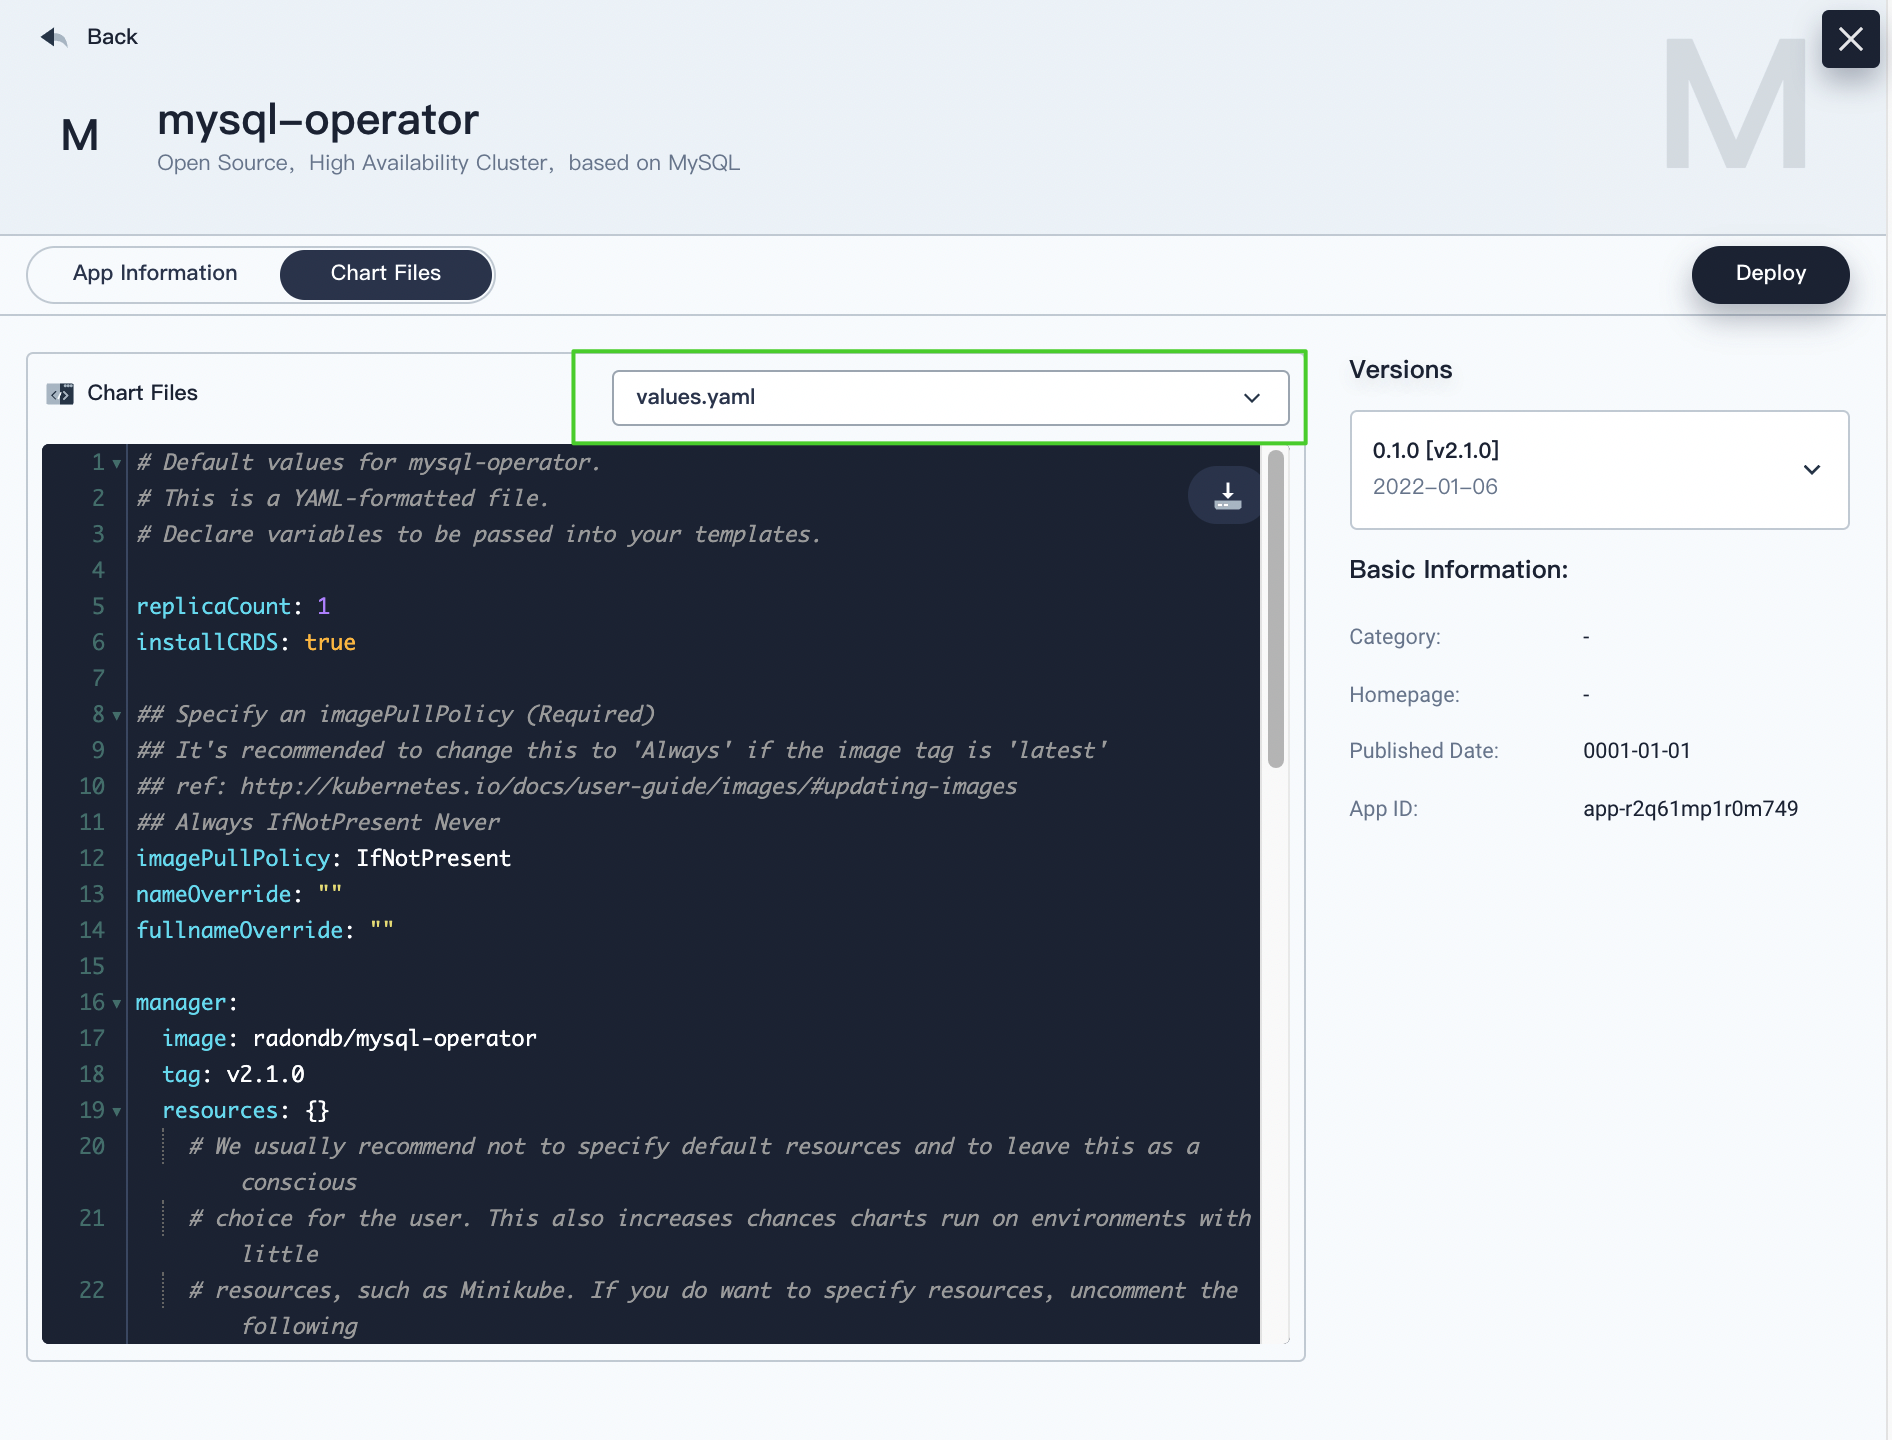 Back
M
mysql-operator
Open Source, High Availability Cluster, based on MySQL
M
App Information
Chart Files
Deploy
Chart Files
values.yaml
1 # Default values for mysql-operator.
2 # This is a YAML-formatted file.
3 # Declare variables to be passed into your templates.
4
5 replicaCount: 1
6 installCRDS: true
7
8 ## Specify an imagePullPolicy (Required)
9 ## It's recommended to change this to 'Always' if the image tag is 'latest'
10 ## ref: http://kubernetes.io/docs/user-guide/images/#updating-images
11 ## Always IfNotPresent Never
12 imagePullPolicy: IfNotPresent
13 nameOverride: ""
14 fullnameOverride: ""
15
16 manager:
17 image: radondb/mysql-operator
18 tag: v2.1.0
19 resources: {}
20 # We usually recommend not to specify default resources and to leave this as a
conscious
21 # choice for the user. This also increases chances charts run on environments with
little
22 # resources, such as Minikube. If you do want to specify resources, uncomment the
following
Versions
0.1.0 [v2.1.0]
2022-01-06
Basic Information:
Category: -
Homepage: -
Published Date: 0001-01-01
App ID: app-r2q61mp1r0m749